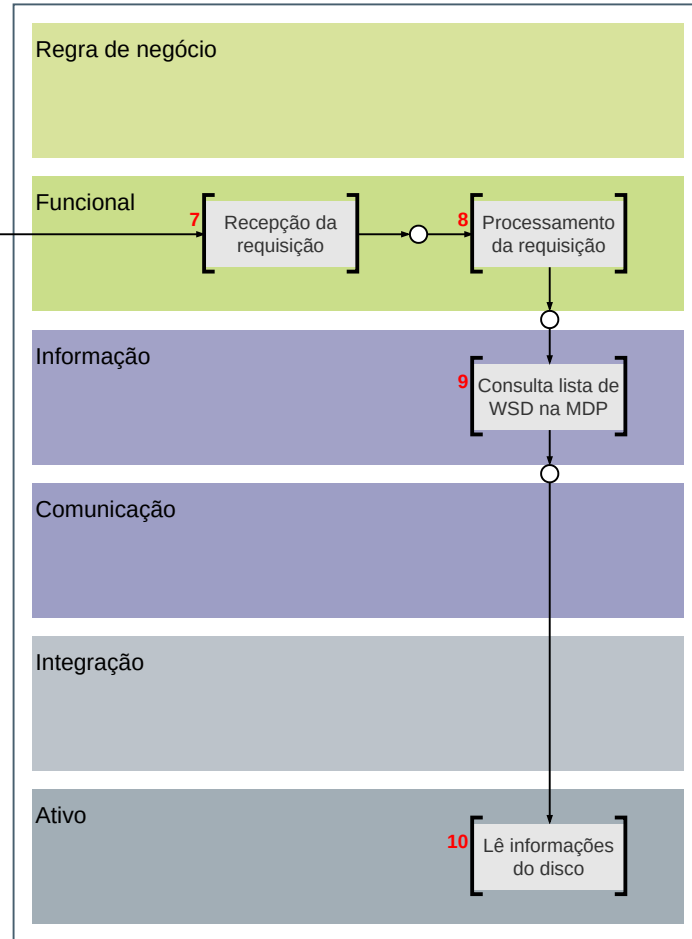 Regra de negócio
Funcional
7
Recepção da
requisição
8
Processamento
da requisição
Informação
9
Consulta lista de
WSD na MDP
Comunicação
Integração
Ativo
10
Lê informações
do disco